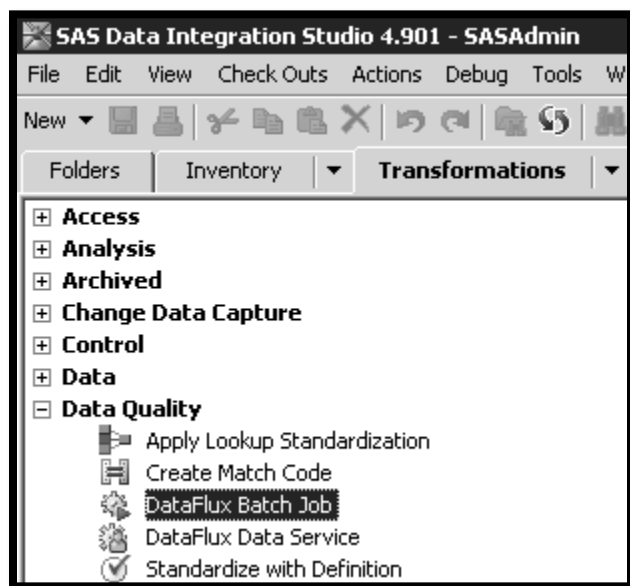 SAS Data Integration Studio 4.901 - SASAdmin
File Edit View Check Outs Actions Debug Tools W
New
Folders Inventory Transformations
Access
Analysis
Archived
Change Data Capture
Control
Data
Data Quality
Apply Lookup Standardization
Create Match Code
DataFlux Batch Job
DataFlux Data Service
Standardize with Definition